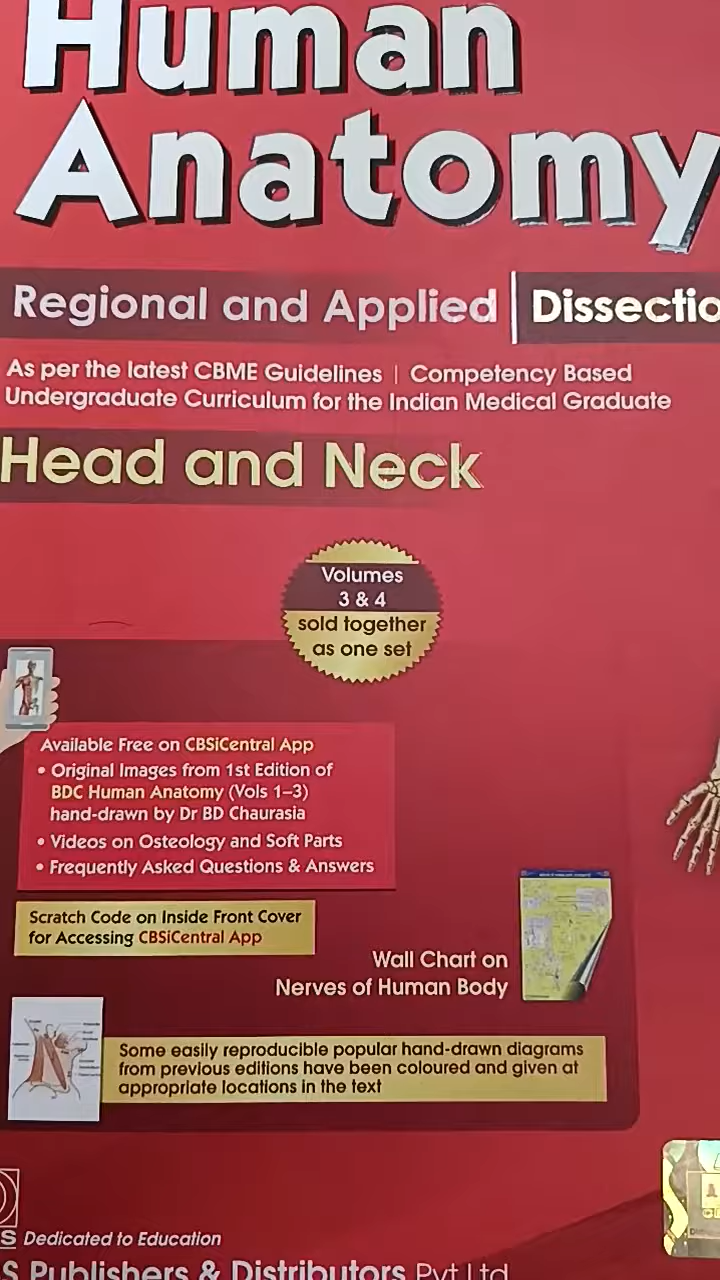 Human
Anatomy
Regional and Applied | Dissectio
As per the latest CBME Guidelines | Competency Based
Undergraduate Curriculum for the Indian Medical Graduate
Head and Neck
Volumes
3 & 4
sold together
as one set
Available Free on CBSiCentral App
• Original Images from 1st Edition of
BDC Human Anatomy (Vols 1–3)
hand-drawn by Dr BD Chaurasia
• Videos on Osteology and Soft Parts
• Frequently Asked Questions & Answers
Scratch Code on Inside Front Cover
for Accessing CBSiCentral App
Wall Chart on
Nerves of Human Body
Some easily reproducible popular hand-drawn diagrams
from previous editions have been coloured and given at
appropriate locations in the text
S Dedicated to Education
S Publishers & Distributors Pvt Ltd